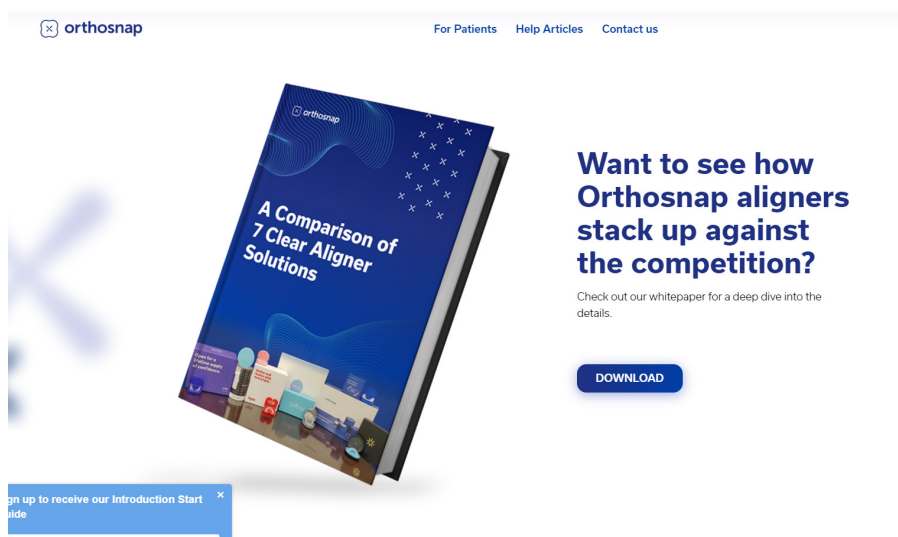 orthosnap
For Patients Help Articles Contact us
orthosnap
A Comparison of
7 Clear Aligner
Solutions
Want to see how
Orthosnap aligners
stack up against
the competition?
Check out our whitepaper for a deep dive into the
details.
DOWNLOAD
gn up to receive our Introduction Start
uide
×